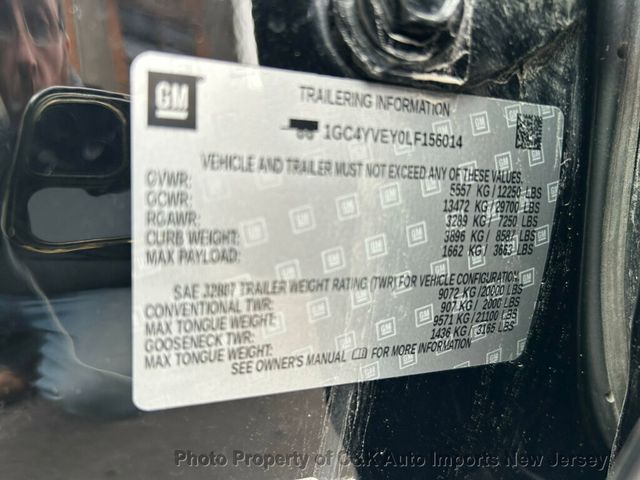 GM
TRAILERING INFORMATION
1GC4YVEY0LF156014
VEHICLE AND TRAILER MUST NOT EXCEED ANY OF THESE VALUES.
GVWR: 5557 KG / 12250 LBS
GCWR: 13472 KG / 29700 LBS
RGAWR: 3289 KG / 7250 LBS
CURB WEIGHT: 3896 KG / 8587 LBS
MAX PAYLOAD: 1662 KG / 3663 LBS
SAE J2807 TRAILER WEIGHT RATING (TWR) FOR VEHICLE CONFIGURATION
CONVENTIONAL TWR: 9072 KG / 20000 LBS
MAX TONGUE WEIGHT: 907 KG / 2000 LBS
GOOSENECK TWR: 9571 KG / 21100 LBS
MAX TONGUE WEIGHT: 1436 KG / 3165 LBS
SEE OWNER'S MANUAL FOR MORE INFORMATION
Photo Property of C&K Auto Imports New Jersey